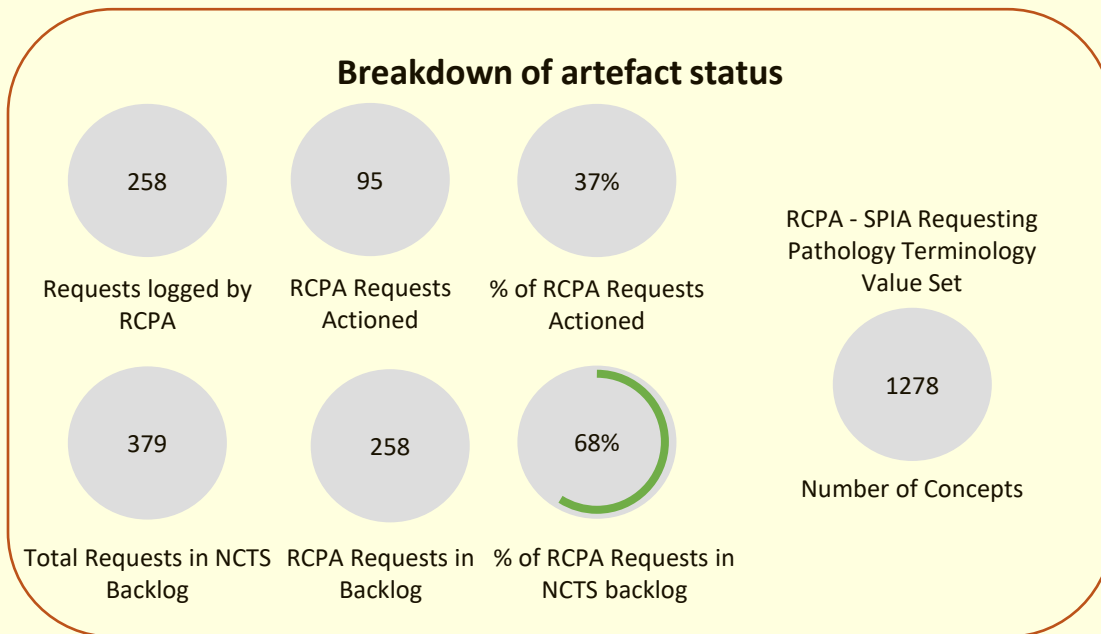 Breakdown of artefact status
258
95
37%
Requests logged by
RCPA
RCPA Requests
Actioned
% of RCPA Requests
Actioned
379
258
68%
Total Requests in NCTS
Backlog
RCPA Requests in
Backlog
% of RCPA Requests in
NCTS backlog
RCPA - SPIA Requesting
Pathology Terminology
Value Set
1278
Number of Concepts